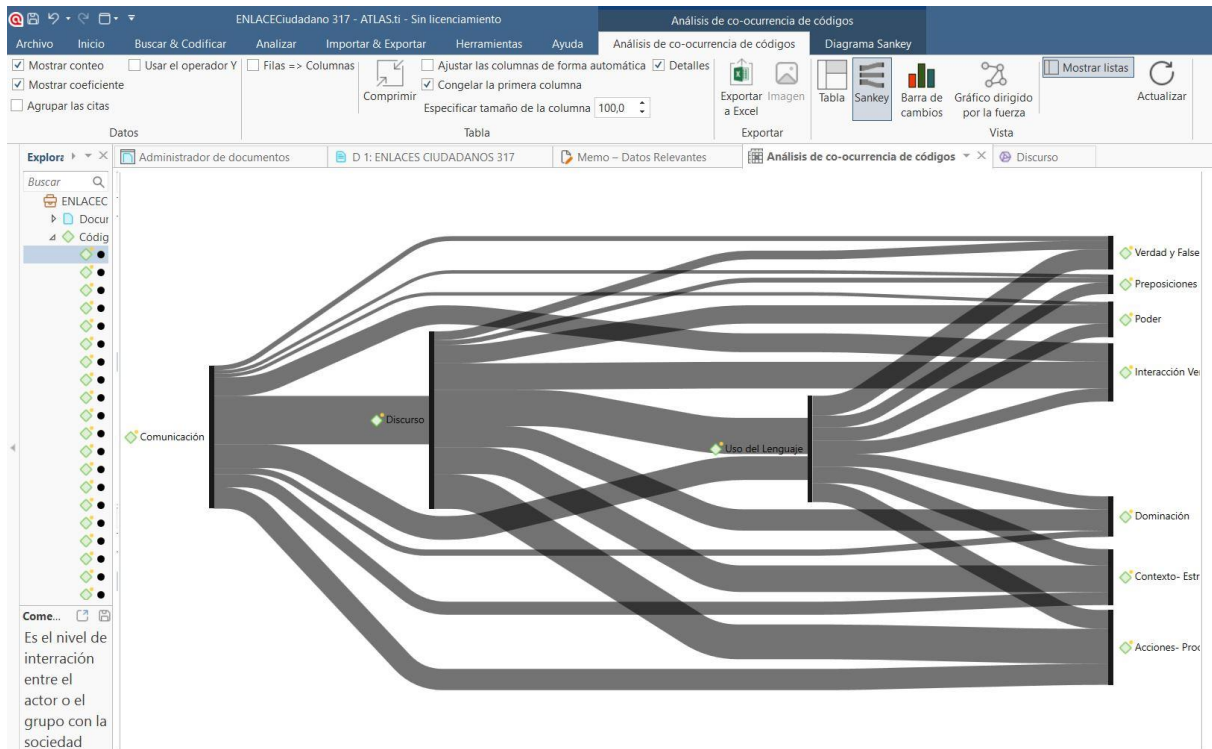 ENLACECiudadano 317 - ATLAS.ti - Sin licenciamiento
Análisis de co-ocurrencia de códigos
Archivo Inicio Buscar & Codificar Analizar Importar & Exportar Herramientas Ayuda Análisis de co-ocurrencia de códigos Diagrama Sankey
Mostrar conteo
Mostrar coeficiente
Agrupar las citas
Usar el operador Y
Datos
Filas => Columnas
Comprimir
Ajustar las columnas de forma automática
Detalles
Congelar la primera columna
Especificar tamaño de la columna 100,0
Tabla
Exportar a Excel
Imagen
Exportar
Tabla
Sankey
Barra de cambios
Gráfico dirigido por la fuerza
Mostrar listas
Vista
Actualizar
Explora
Administrador de documentos
D 1: ENLACES CIUDADANOS 317
Memo – Datos Relevantes
Análisis de co-ocurrencia de códigos
Discurso
Buscar
ENLACEC
Docur
Códig
Comunicación
Discurso
Uso del Lenguaje
Verdad y False
Preposiciones
Poder
Interacción Ve
Dominación
Contexto- Estr
Acciones- Proc
Come...
Es el nivel de
interración
entre el
actor o el
grupo con la
sociedad